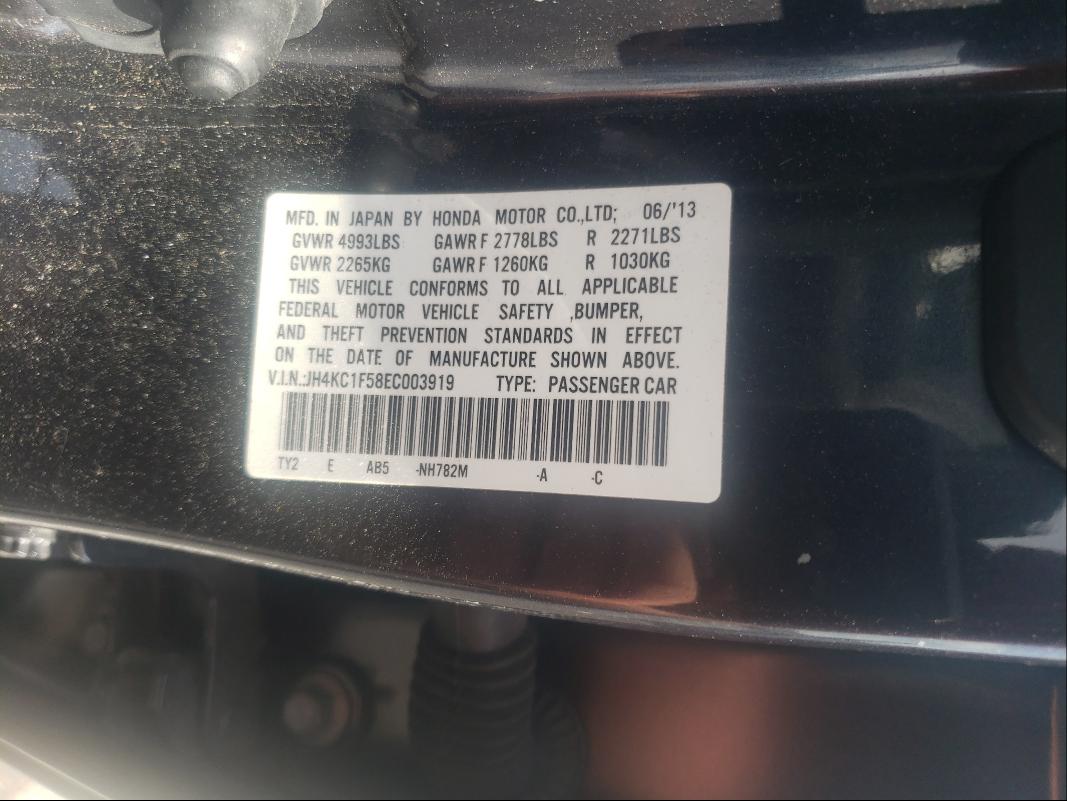 MFD. IN JAPAN BY HONDA MOTOR CO.,LTD; 06/'13
GVWR 4993LBS GAWR F 2778LBS R 2271LBS
GVWR 2265KG GAWR F 1260KG R 1030KG
THIS VEHICLE CONFORMS TO ALL APPLICABLE
FEDERAL MOTOR VEHICLE SAFETY ,BUMPER,
AND THEFT PREVENTION STANDARDS IN EFFECT
ON THE DATE OF MANUFACTURE SHOWN ABOVE.
V.I.N.:JH4KC1F58EC003919 TYPE: PASSENGER CAR
TY2 E AB5 -NH782M -A -C